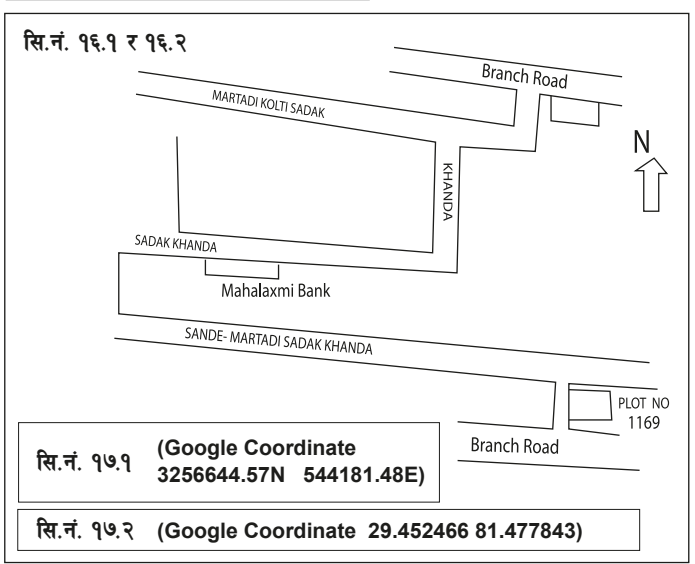 सि.नं. १६.१ र १६.२
Branch Road
MARTADI KOLTI SADAK
N
KHANDA
SADAK KHANDA
Mahalaxmi Bank
SANDE- MARTADI SADAK KHANDA
PLOT NO
1169
Branch Road
सि.नं. १७.१ (Google Coordinate
3256644.57N 544181.48E)
सि.नं. १७.२ (Google Coordinate 29.452466 81.477843)